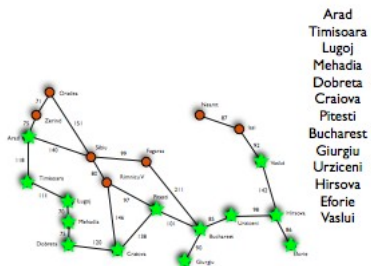 Arad
Timisoara
Lugoj
Mehadia
Dobreta
Craiova
Pitesti
Bucharest
Giurgiu
Urziceni
Hirsova
Eforie
Vaslui
Oradea
71
Neamt
87
Zerind
151
Iasi
75
Arad
92
140
Sibiu
99
Fagaras
118
80
Vaslui
Timisoara
Rimnicu V
111
211
142
Lugoj
97
Pitesti
70
98
Hirsova
Mehadia
146
101
85
Urziceni
75
138
Bucharest
86
Dobreta
120
90
Craiova
Eforie
Giurgiu